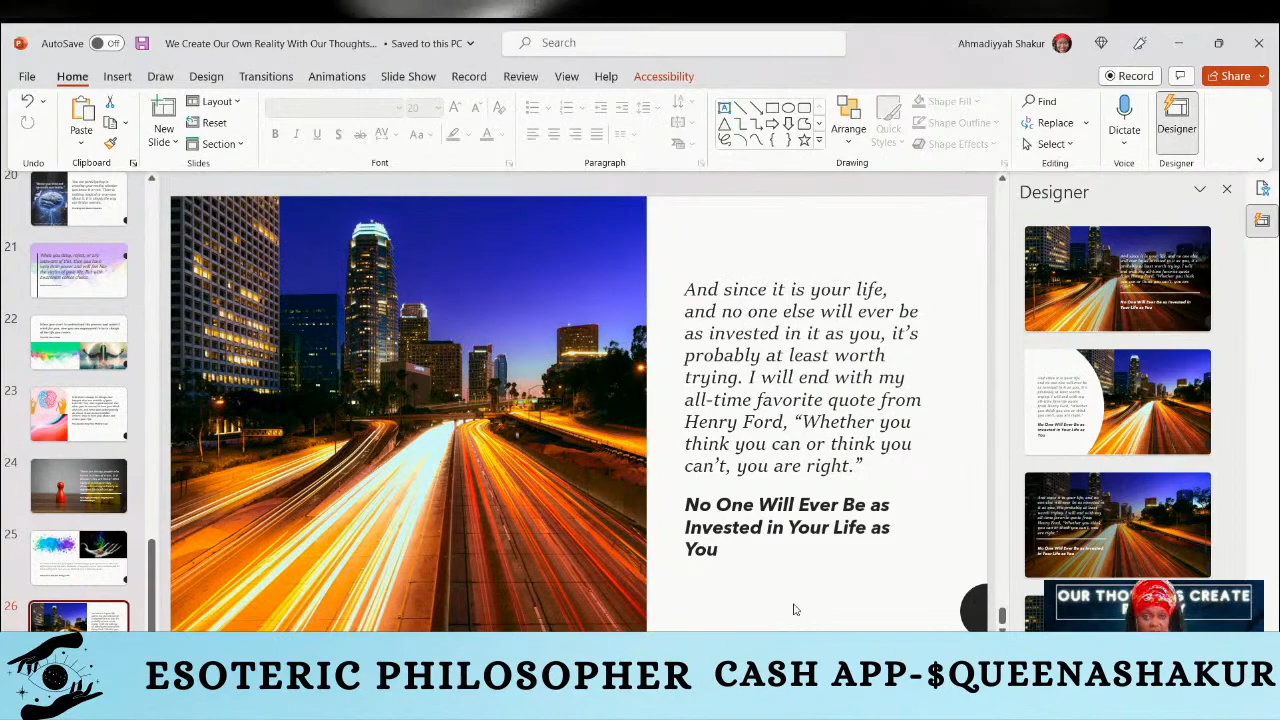 AutoSave Off We Create Our Own Reality With Our Thoughts... • Saved to this PC Search Ahmadiyyah Shakur
File Home Insert Draw Design Transitions Animations Slide Show Record Review View Help Accessibility Record Share
Paste New Slide Layout Reset Section 20 Aa Arrange Quick Styles Shape Fill Shape Outline Shape Effects Find Replace Select Dictate Designer
Undo Clipboard Slides Font Paragraph Drawing Editing Voice Designer
20
21
22
23
24
25
26
And since it is your life,
and no one else will ever be
as invested in it as you, it’s
probably at least worth
trying. I will end with my
all-time favorite quote from
Henry Ford, “Whether you
think you can or think you
can’t, you are right.”
No One Will Ever Be as
Invested in Your Life as
You
Designer
OUR THOUGHTS CREATE
ESOTERIC PHILOSOPHER CASH APP-$QUEENASHAKUR